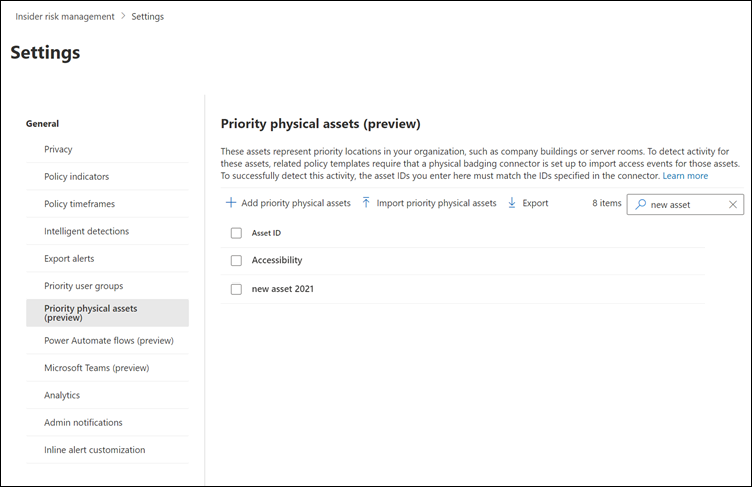 Insider risk management > Settings
Settings
General
Privacy
Policy indicators
Policy timeframes
Intelligent detections
Export alerts
Priority user groups
Priority physical assets
(preview)
Power Automate flows (preview)
Microsoft Teams (preview)
Analytics
Admin notifications
Inline alert customization
Priority physical assets (preview)
These assets represent priority locations in your organization, such as company buildings or server rooms. To detect activity for
these assets, related policy templates require that a physical badging connector is set up to import access events for those assets.
To successfully detect this activity, the asset IDs you enter here must match the IDs specified in the connector. Learn more
Add priority physical assets Import priority physical assets Export 8 items new asset
Asset ID
Accessibility
new asset 2021